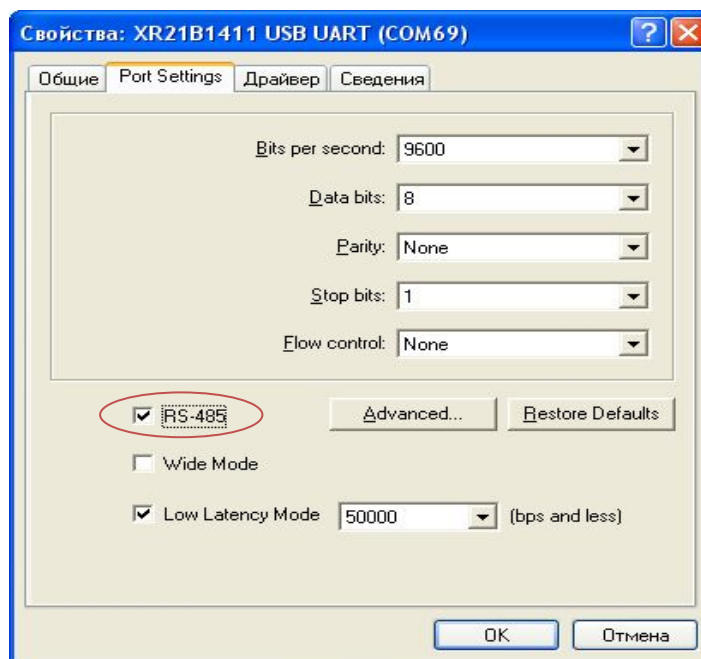 Свойства: XR21B1411 USB UART (COM69)
Общие Port Settings Драйвер Сведения
Bits per second: 9600
Data bits: 8
Parity: None
Stop bits: 1
Flow control: None
RS-485 Advanced... Restore Defaults
Wide Mode
Low Latency Mode 50000 (bps and less)
OK Отмена